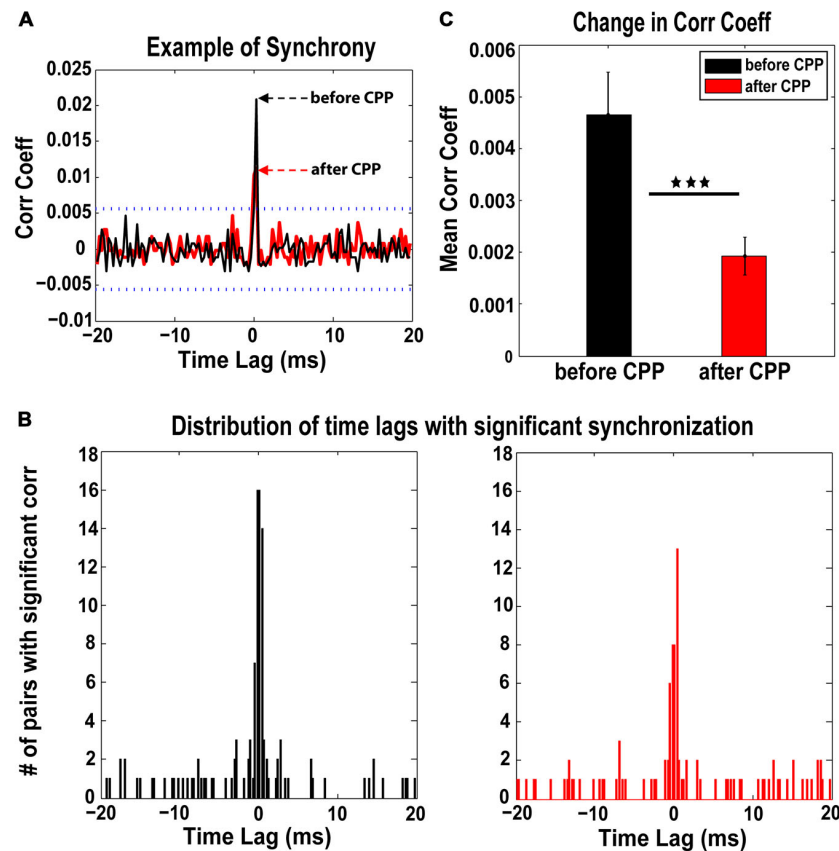 A
Example of Synchrony
0.025
0.02
0.015
0.01
0.005
0
−0.005
−0.01
Corr Coeff
before CPP
after CPP
−20
−10
0
10
20
Time Lag (ms)
C
Change in Corr Coeff
0.006
0.005
0.004
0.003
0.002
0.001
0
Mean Corr Coeff
before CPP
after CPP
before CPP
after CPP
B
Distribution of time lags with significant synchronization
# of pairs with significant corr
18
16
14
12
10
8
6
4
2
0
−20
−10
0
10
20
Time Lag (ms)
18
16
14
12
10
8
6
4
2
0
−20
−10
0
10
20
Time Lag (ms)